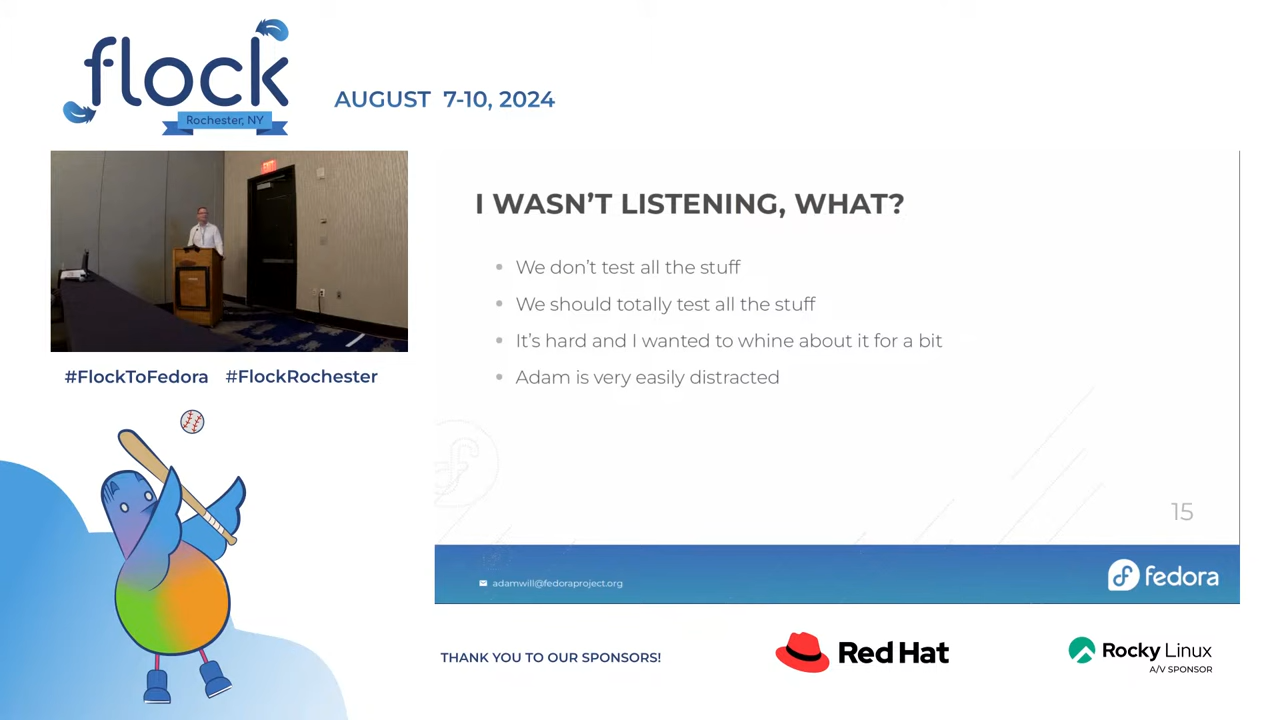 flock
Rochester, NY
AUGUST 7-10, 2024
EXIT
#FlockToFedora #FlockRochester
I WASN'T LISTENING, WHAT?
We don't test all the stuff
We should totally test all the stuff
It's hard and I wanted to whine about it for a bit
Adam is very easily distracted
15
adamwill@fedoraproject.org
fedora
THANK YOU TO OUR SPONSORS!
Red Hat
Rocky Linux
A/V SPONSOR